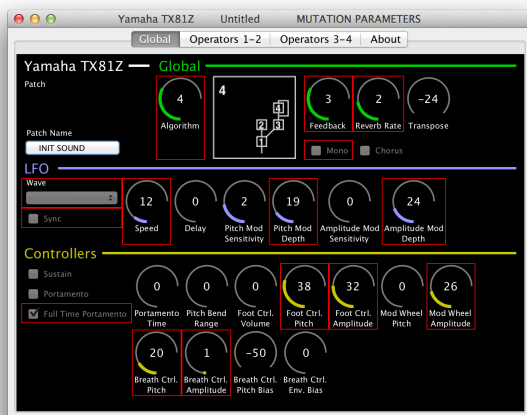 Yamaha TX81Z Untitled MUTATION PARAMETERS
Global Operators 1-2 Operators 3-4 About
Yamaha TX81Z Global
Patch
4
4
4
2 3
1
3
2
-24
Algorithm
Feedback
Reverb Rate
Transpose
Patch Name
INIT SOUND
Mono
Chorus
LFO
Wave
Sync
12
0
2
19
0
24
Speed
Delay
Pitch Mod
Sensitivity
Pitch Mod
Depth
Amplitude Mod
Sensitivity
Amplitude Mod
Depth
Controllers
Sustain
Portamento
Full Time Portamento
0
0
0
38
32
0
26
Portamento
Time
Pitch Bend
Range
Foot Ctrl.
Volume
Foot Ctrl.
Pitch
Foot Ctrl.
Amplitude
Mod Wheel
Pitch
Mod Wheel
Amplitude
20
1
-50
0
Breath Ctrl.
Pitch
Breath Ctrl.
Amplitude
Breath Ctrl.
Pitch Bias
Breath Ctrl.
Env. Bias